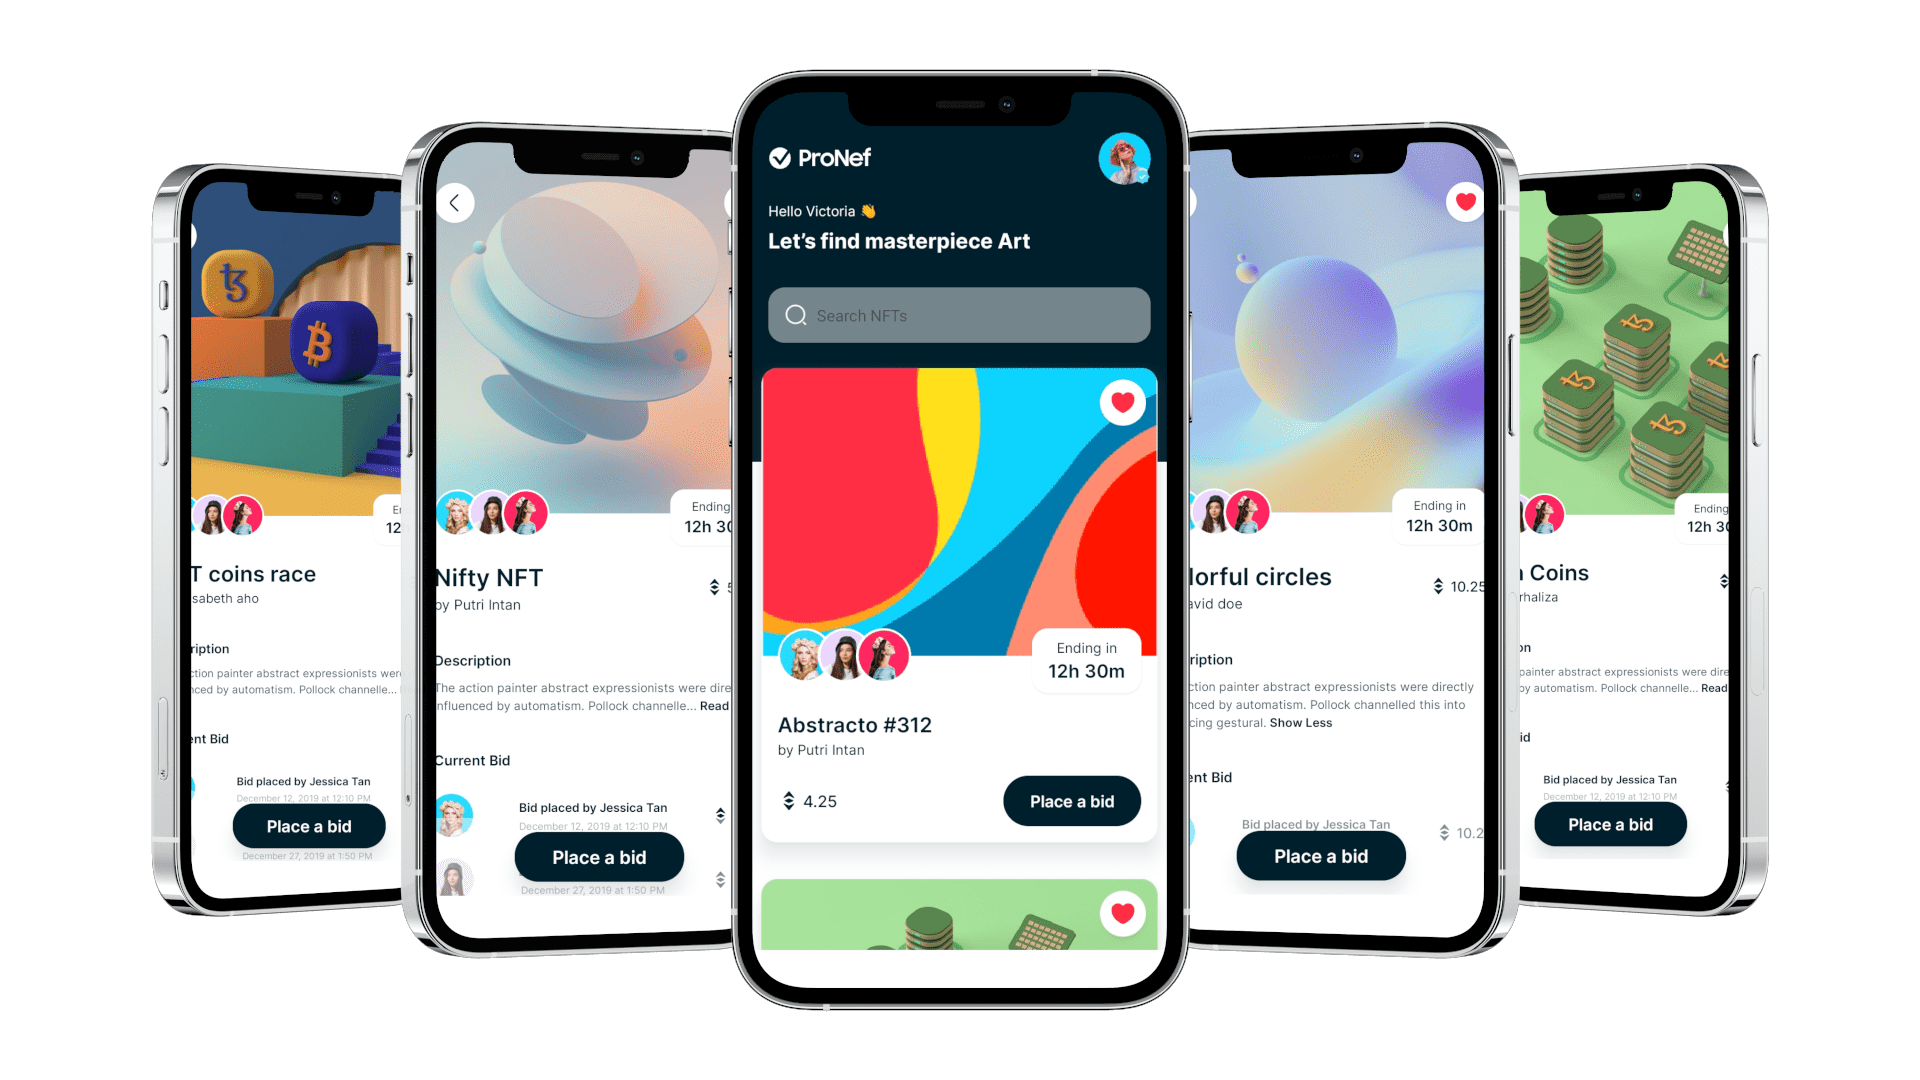 ProNef
Hello Victoria 👋
Let's find masterpiece Art
Search NFTs
Ending in
12h 30m
Abstracto #312
by Putri Intan
4.25
Place a bid
12
T coins race
sabeth aho
ription
ction painter abstract expressionists were
nced by automatism. Pollock channelle...
ent Bid
Bid placed by Jessica Tan
December 12, 2019 at 12:10 PM
Place a bid
December 27, 2019 at 1:50 PM
Ending
12h 30
Nifty NFT
by Putri Intan
Description
The action painter abstract expressionists were dire
nfluenced by automatism. Pollock channelle... Read
Current Bid
Bid placed by Jessica Tan
December 12, 2019 at 12:10 PM
Place a bid
December 27, 2019 at 1:50 PM
Ending in
12h 30m
lorful circles
10.25
avid doe
ription
ction painter abstract expressionists were directly
nced by automatism. Pollock channelled this into
cing gestural. Show Less
ent Bid
Bid placed by Jessica Tan
10.2
Place a bid
Ending
12h 30
Coins
rhaliza
on
painter abstract expressionists were dire
by automatism. Pollock channelle... Read
id
Bid placed by Jessica Tan
December 12, 2019 at 12:10 PM
Place a bid